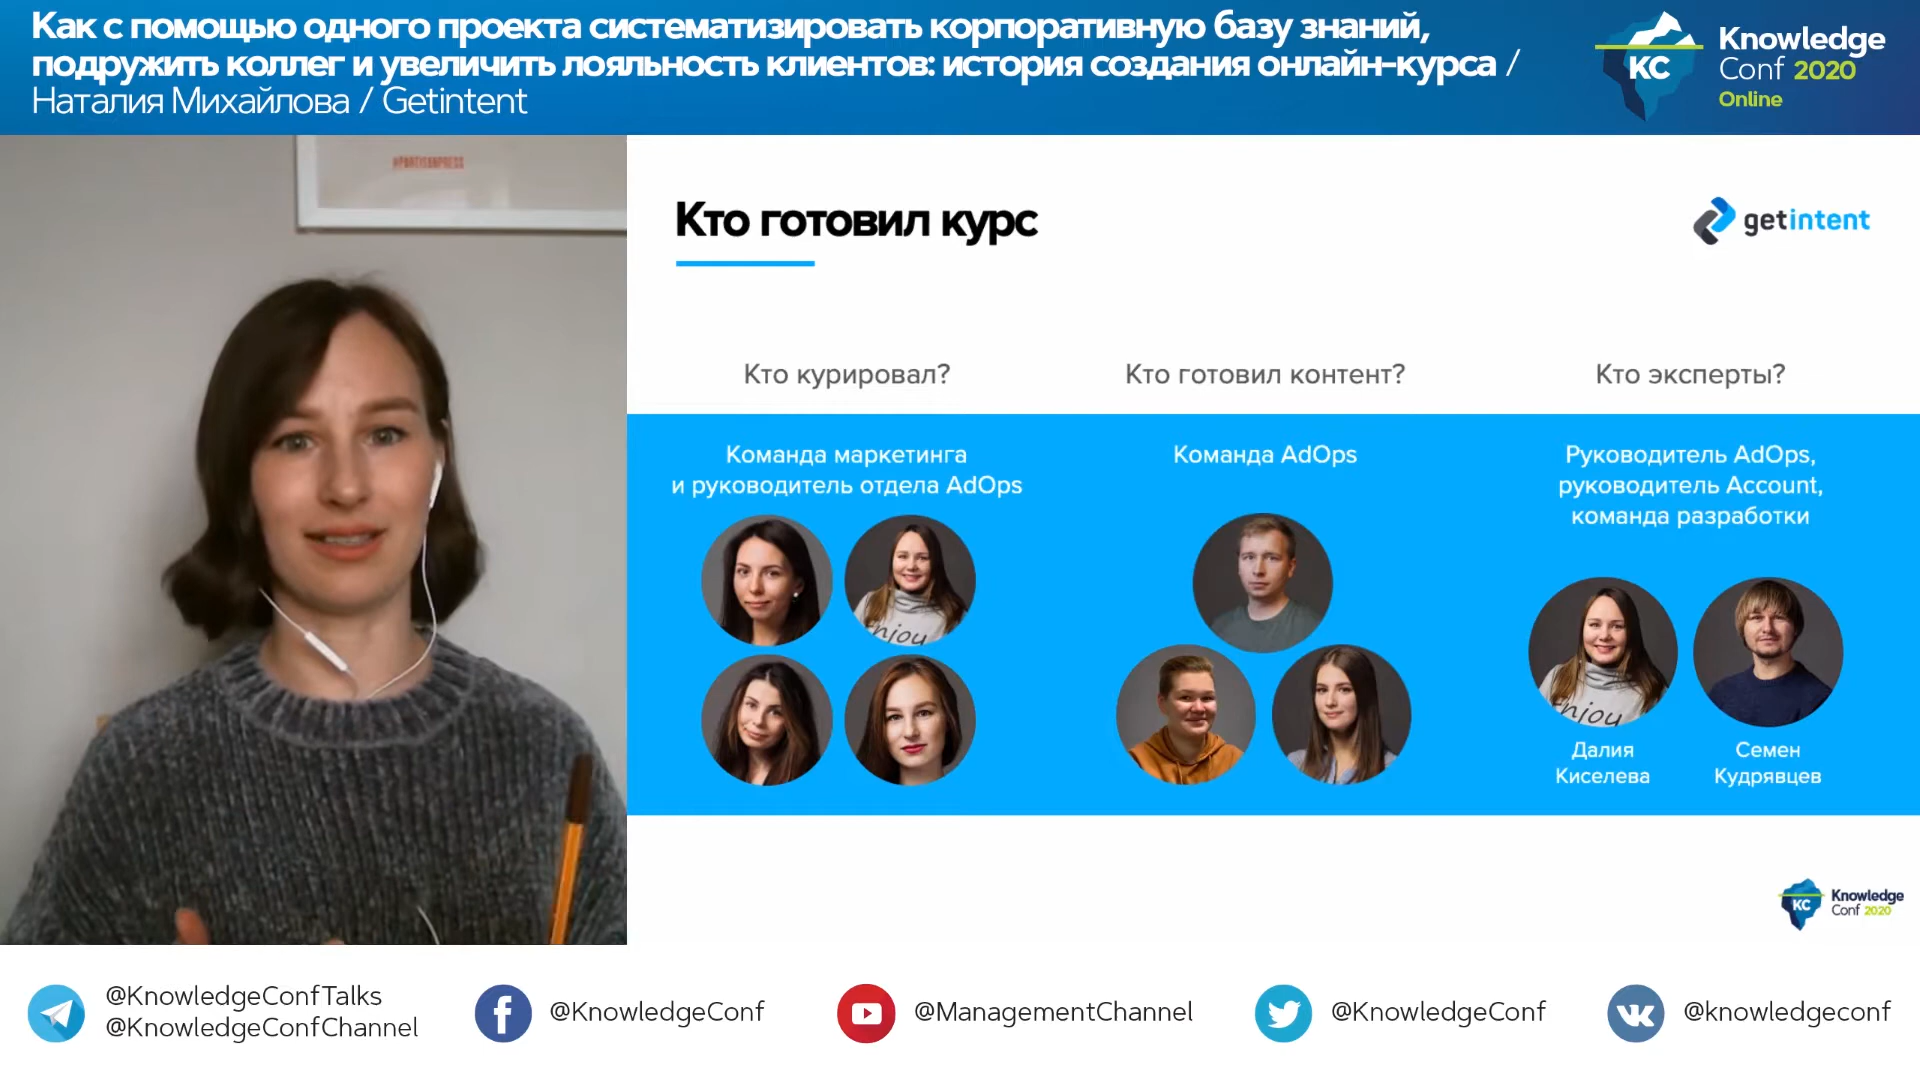 Как с помощью одного проекта систематизировать корпоративную базу знаний,
подружить коллег и увеличить лояльность клиентов: история создания онлайн-курса /
Наталия Михайлова / Getintent
KC
Knowledge
Conf 2020
Online
#PARTISANPRESS
Кто готовил курс
getintent
Кто курировал?
Кто готовил контент?
Кто эксперты?
Команда маркетинга
и руководитель отдела AdOps
Команда AdOps
Руководитель AdOps,
руководитель Account,
команда разработки
njoy
njoy
Далия
Киселева
Семен
Кудрявцев
KC
Knowledge
Conf 2020
@KnowledgeConfTalks
@KnowledgeConfChannel
@KnowledgeConf
@ManagementChannel
@KnowledgeConf
@knowledgeconf